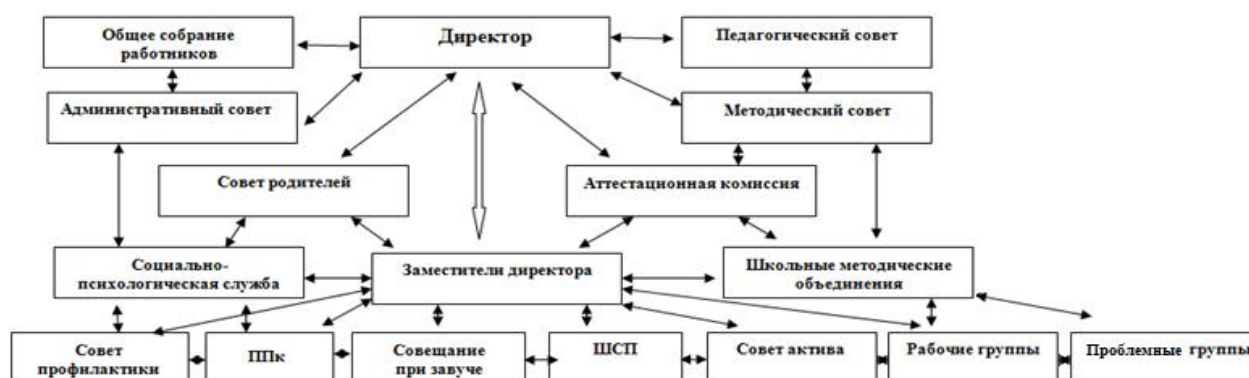 Общее собрание
работников
Директор
Педагогический совет
Административный совет
Методический совет
Совет родителей
Аттестационная комиссия
Социально-
психологическая служба
Заместители директора
Школьные методические
объединения
Совет
профилактики
ППк
Совещание
при завуче
ШСП
Совет актива
Рабочие группы
Проблемные группы